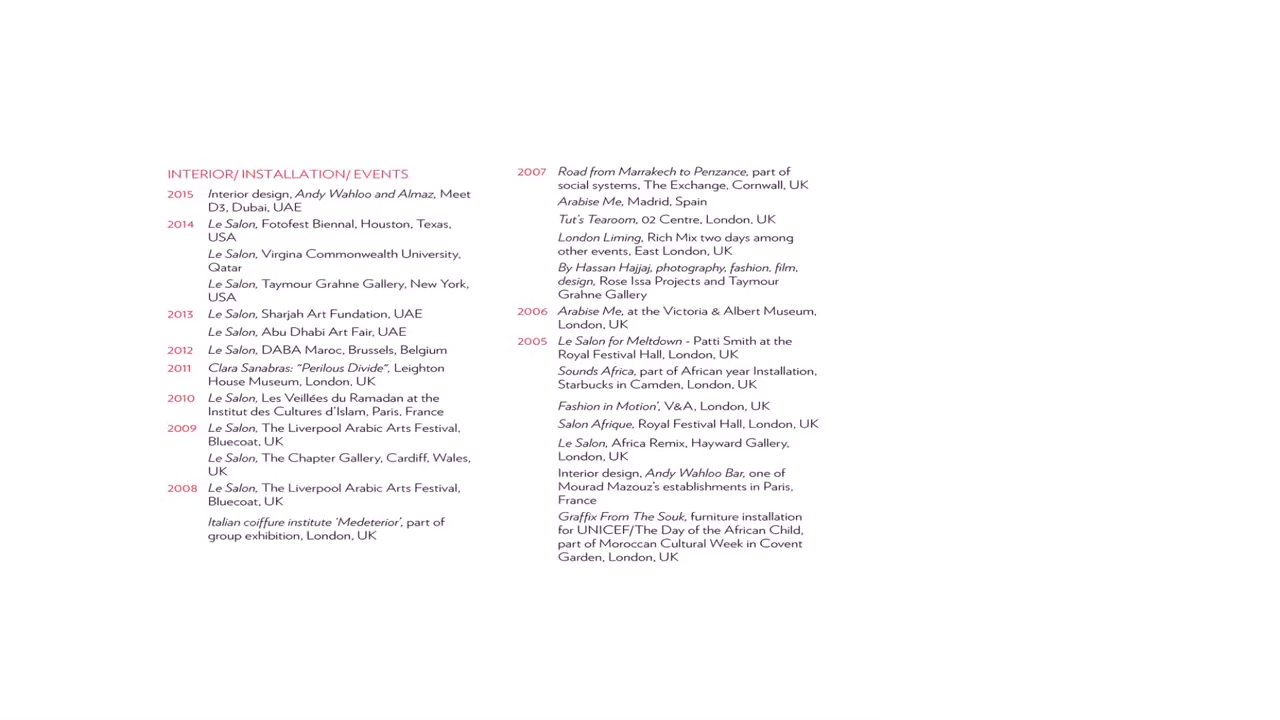 INTERIOR/ INSTALLATION/ EVENTS
2015 Interior design, Andy Wahloo and Almaz, Meet
D3, Dubai, UAE
2014 Le Salon, Fotofest Biennal, Houston, Texas,
USA
Le Salon, Virgina Commonwealth University,
Qatar
Le Salon, Taymour Grahne Gallery, New York,
USA
2013 Le Salon, Sharjah Art Fundation, UAE
Le Salon, Abu Dhabi Art Fair, UAE
2012 Le Salon, DABA Maroc, Brussels, Belgium
2011 Clara Sanabras: "Perilous Divide", Leighton
House Museum, London, UK
2010 Le Salon, Les Veillées du Ramadan at the
Institut des Cultures d'Islam, Paris, France
2009 Le Salon, The Liverpool Arabic Arts Festival,
Bluecoat, UK
Le Salon, The Chapter Gallery, Cardiff, Wales,
UK
2008 Le Salon, The Liverpool Arabic Arts Festival,
Bluecoat, UK
Italian coiffure institute 'Medeterior', part of
group exhibition, London, UK
2007 Road from Marrakech to Penzance, part of
social systems, The Exchange, Cornwall, UK
Arabise Me, Madrid, Spain
Tut's Tearoom, 02 Centre, London, UK
London Liming, Rich Mix two days among
other events, East London, UK
By Hassan Hajjaj, photography, fashion, film,
design, Rose Issa Projects and Taymour
Grahne Gallery
2006 Arabise Me, at the Victoria & Albert Museum,
London, UK
2005 Le Salon for Meltdown - Patti Smith at the
Royal Festival Hall, London, UK
Sounds Africa, part of African year Installation,
Starbucks in Camden, London, UK
Fashion in Motion', V&A, London, UK
Salon Afrique, Royal Festival Hall, London, UK
Le Salon, Africa Remix, Hayward Gallery,
London, UK
Interior design, Andy Wahloo Bar, one of
Mourad Mazouz's establishments in Paris,
France
Graffix From The Souk, furniture installation
for UNICEF/The Day of the African Child,
part of Moroccan Cultural Week in Covent
Garden, London, UK